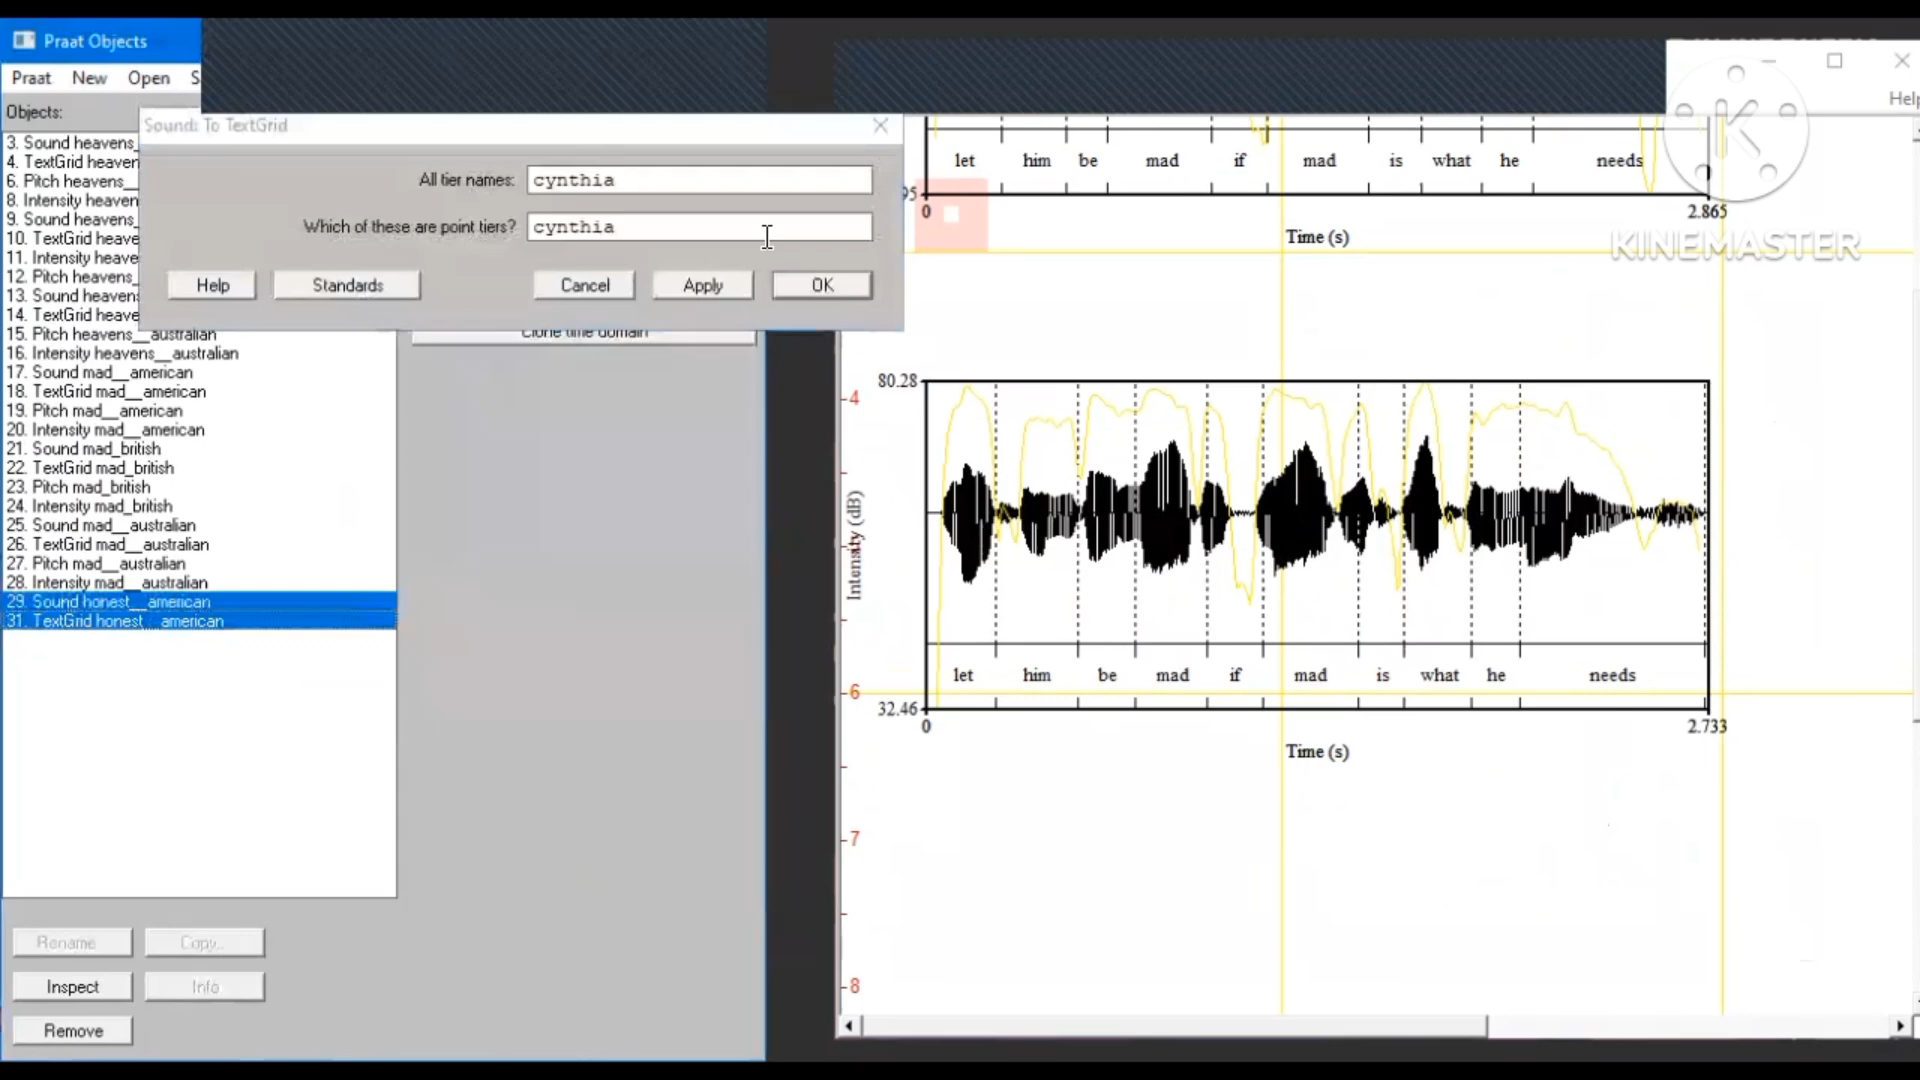 Praat Objects
Praat New Open S
Objects:
Sound: To TextGrid
All tier names: cynthia
Which of these are point tiers? cynthia
Help Standards Cancel Apply OK
Clone time domain
3. Sound heavens_
4. TextGrid heaven
6. Pitch heavens_
8. Intensity heaven
9. Sound heavens_
10. TextGrid heave
11. Intensity heave
12. Pitch heavens_
13. Sound heavens
14. TextGrid heave
15. Pitch heavens__australian
16. Intensity heavens__australian
17. Sound mad__american
18. TextGrid mad__american
19. Pitch mad__american
20. Intensity mad__american
21. Sound mad_british
22. TextGrid mad_british
23. Pitch mad_british
24. Intensity mad_british
25. Sound mad__australian
26. TextGrid mad__australian
27. Pitch mad__australian
28. Intensity mad__australian
29. Sound honest__american
31. TextGrid honest__american
Rename Copy..
Inspect Info
Remove
Help
KINEMASTER
let him be mad if mad is what he needs
95
0 2.865
Time (s)
80.28
Intensity (dB)
let him be mad if mad is what he needs
32.46
0 2.733
Time (s)
4
6
7
8